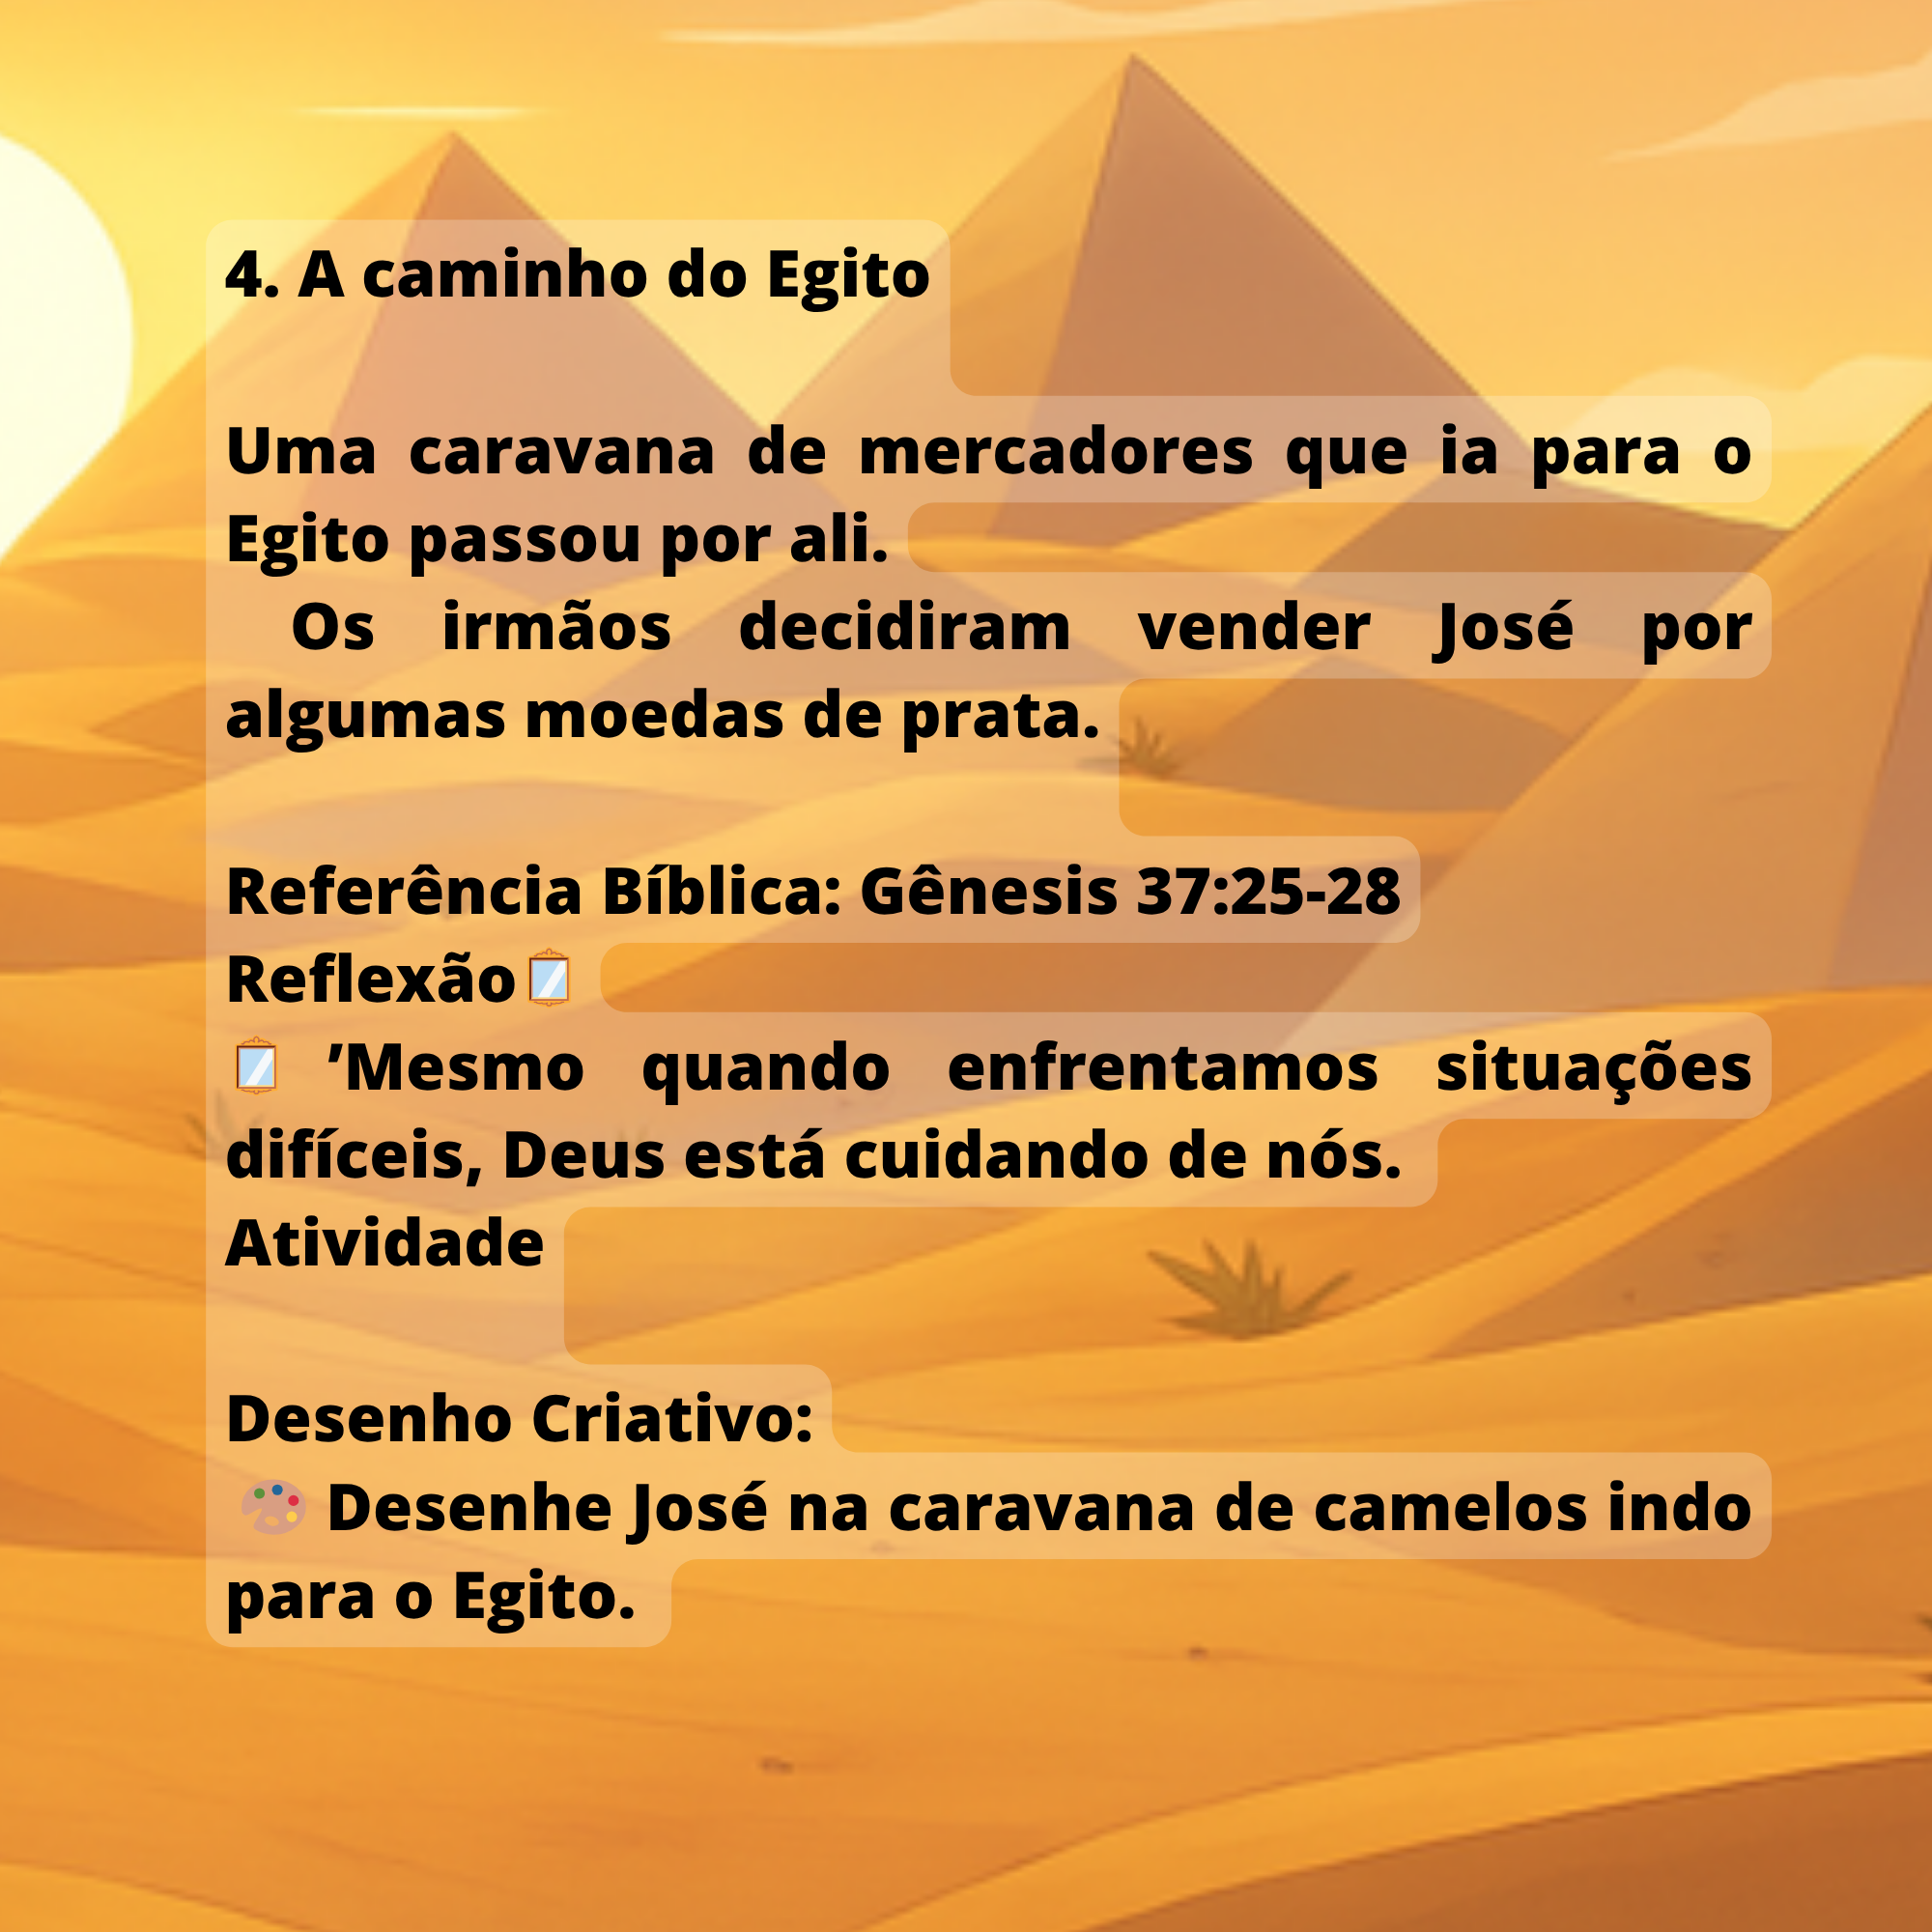 4. A caminho do Egito
Uma caravana de mercadores que ia para o
Egito passou por ali.
Os irmãos decidiram vender José por
algumas moedas de prata.
Referência Bíblica: Gênesis 37:25-28
Reflexão🪞
🪞 ’Mesmo quando enfrentamos situações
difíceis, Deus está cuidando de nós.
Atividade
Desenho Criativo:
🎨 Desenhe José na caravana de camelos indo
para o Egito.